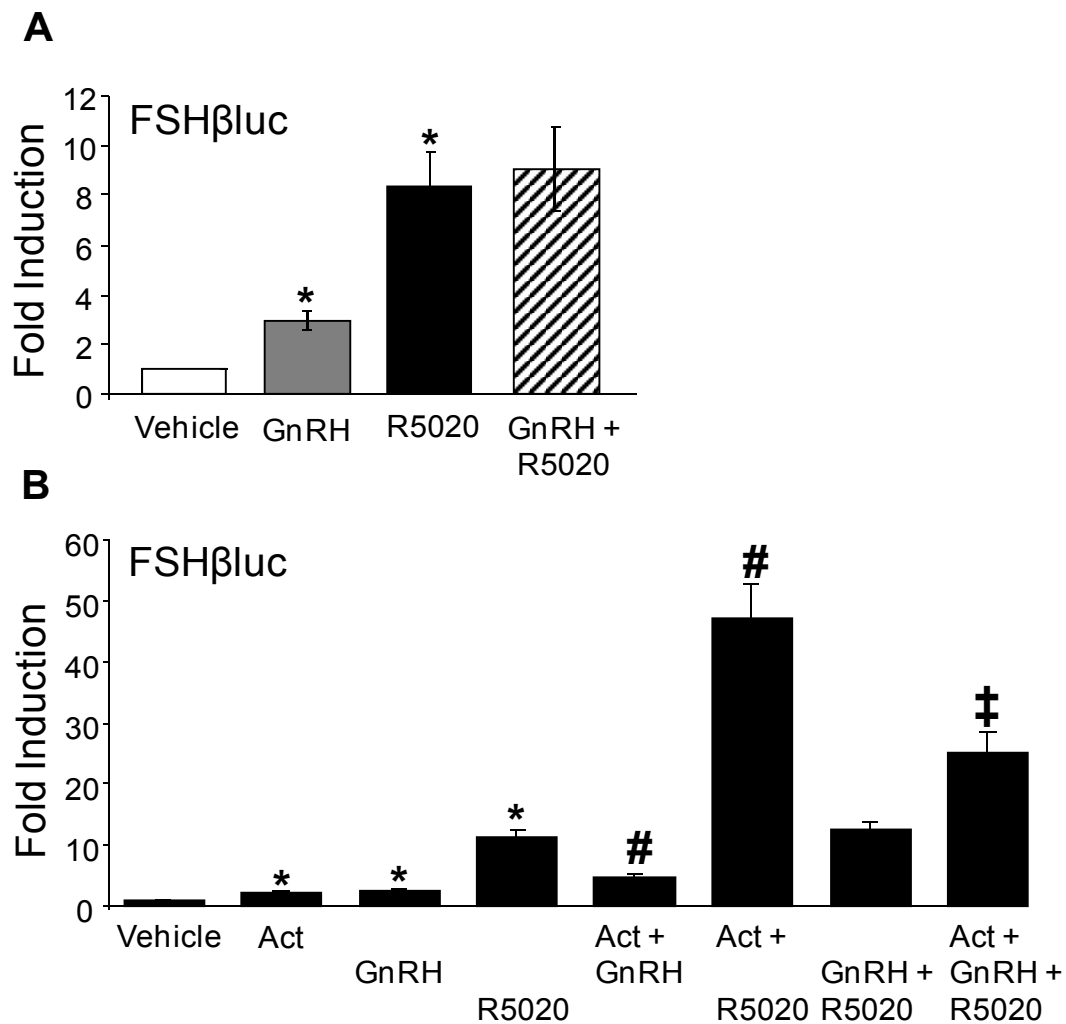 A
FSHβluc
Fold Induction
12
10
8
6
4
2
0
*
*
Vehicle
GnRH
R5020
GnRH +
R5020
B
FSHβluc
Fold Induction
60
50
40
30
20
10
0
*
*
*
#
#
‡
Vehicle
Act
GnRH
R5020
Act +
GnRH
Act +
R5020
GnRH +
R5020
Act +
GnRH +
R5020